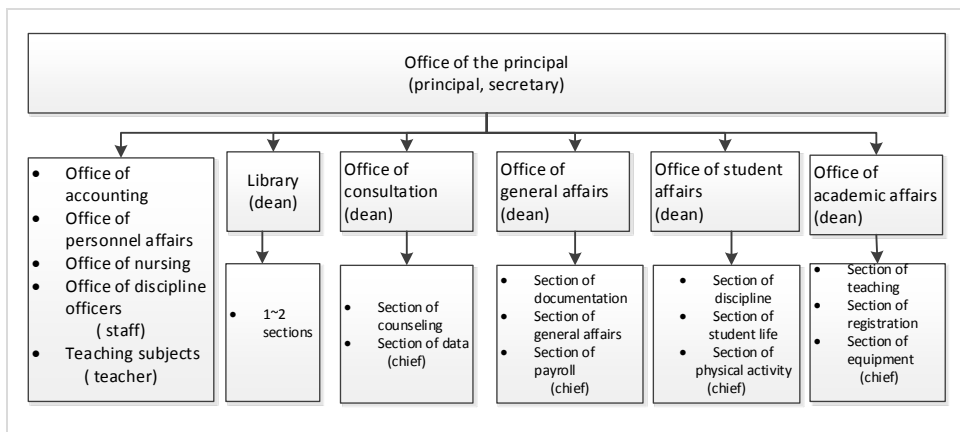 Office of the principal
(principal, secretary)
• Office of
accounting
• Office of
personnel affairs
• Office of nursing
• Office of discipline
officers
( staff)
• Teaching subjects
( teacher)
Library
(dean)
Office of
consultation
(dean)
Office of
general affairs
(dean)
Office of student
affairs
(dean)
Office of
academic affairs
(dean)
• 1~2
sections
• Section of
counseling
• Section of data
(chief)
• Section of
documentation
• Section of
general affairs
• Section of
payroll
(chief)
• Section of
discipline
• Section of
student life
• Section of
physical activity
(chief)
• Section of
teaching
• Section of
registration
• Section of
equipment
(chief)